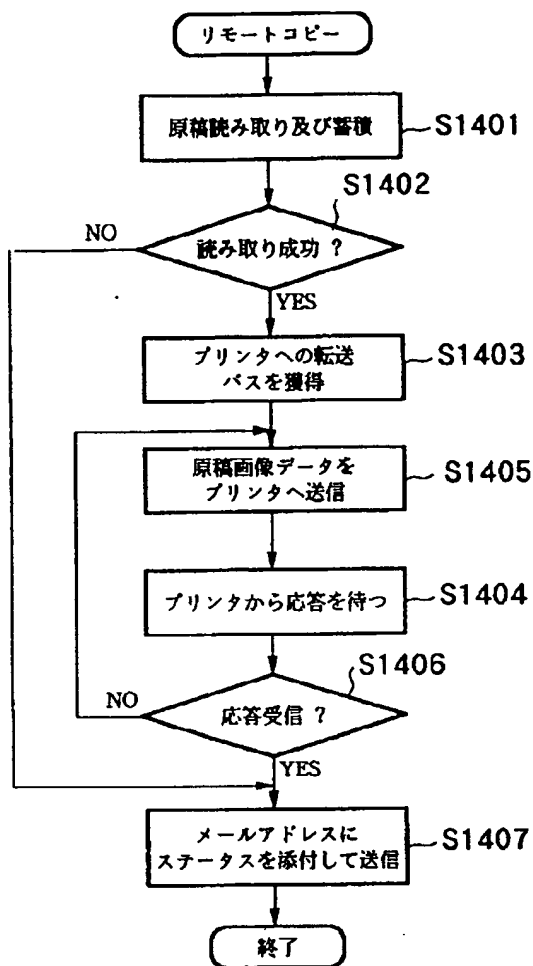 リモートコピー
原稿読み取り及び蓄積
S1401
S1402
読み取り成功 ?
NO
YES
プリンタへの転送
パスを獲得
S1403
原稿画像データを
プリンタへ送信
S1405
プリンタから応答を待つ
S1404
S1406
応答受信 ?
NO
YES
メールアドレスに
ステータスを添付して送信
S1407
終了